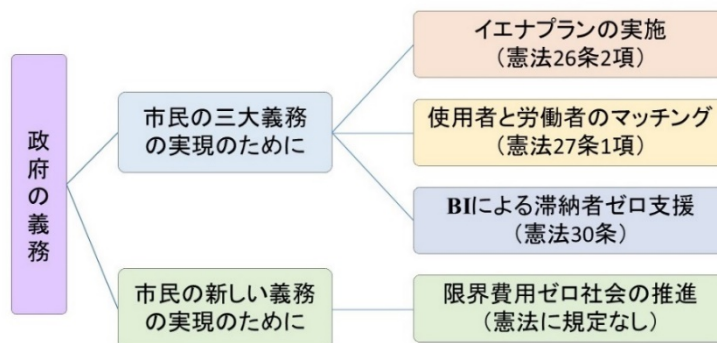 政府の義務
市民の三大義務
の実現のために
イエナプランの実施
（憲法26条2項）
使用者と労働者のマッチング
（憲法27条1項）
BIによる滞納者ゼロ支援
（憲法30条）
市民の新しい義務
の実現のために
限界費用ゼロ社会の推進
（憲法に規定なし）